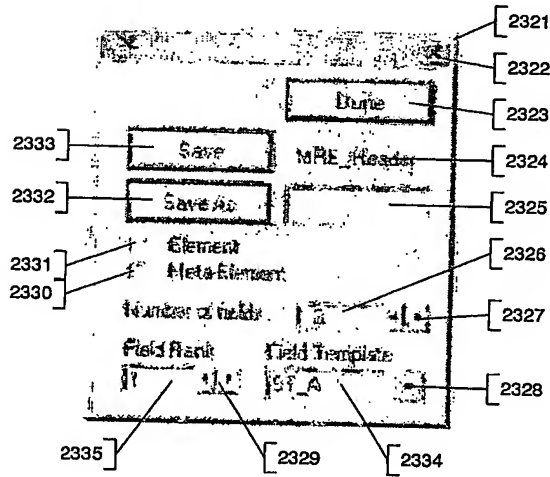 2321
2322
Done 2323
2333 Save MRE_Header 2324
2332 Save As 2325
2331 Element 2326
2330 Meta-Element
Number of fields 2327
Field Rank Field Template
1 ST_A 2328
2335 2329 2334